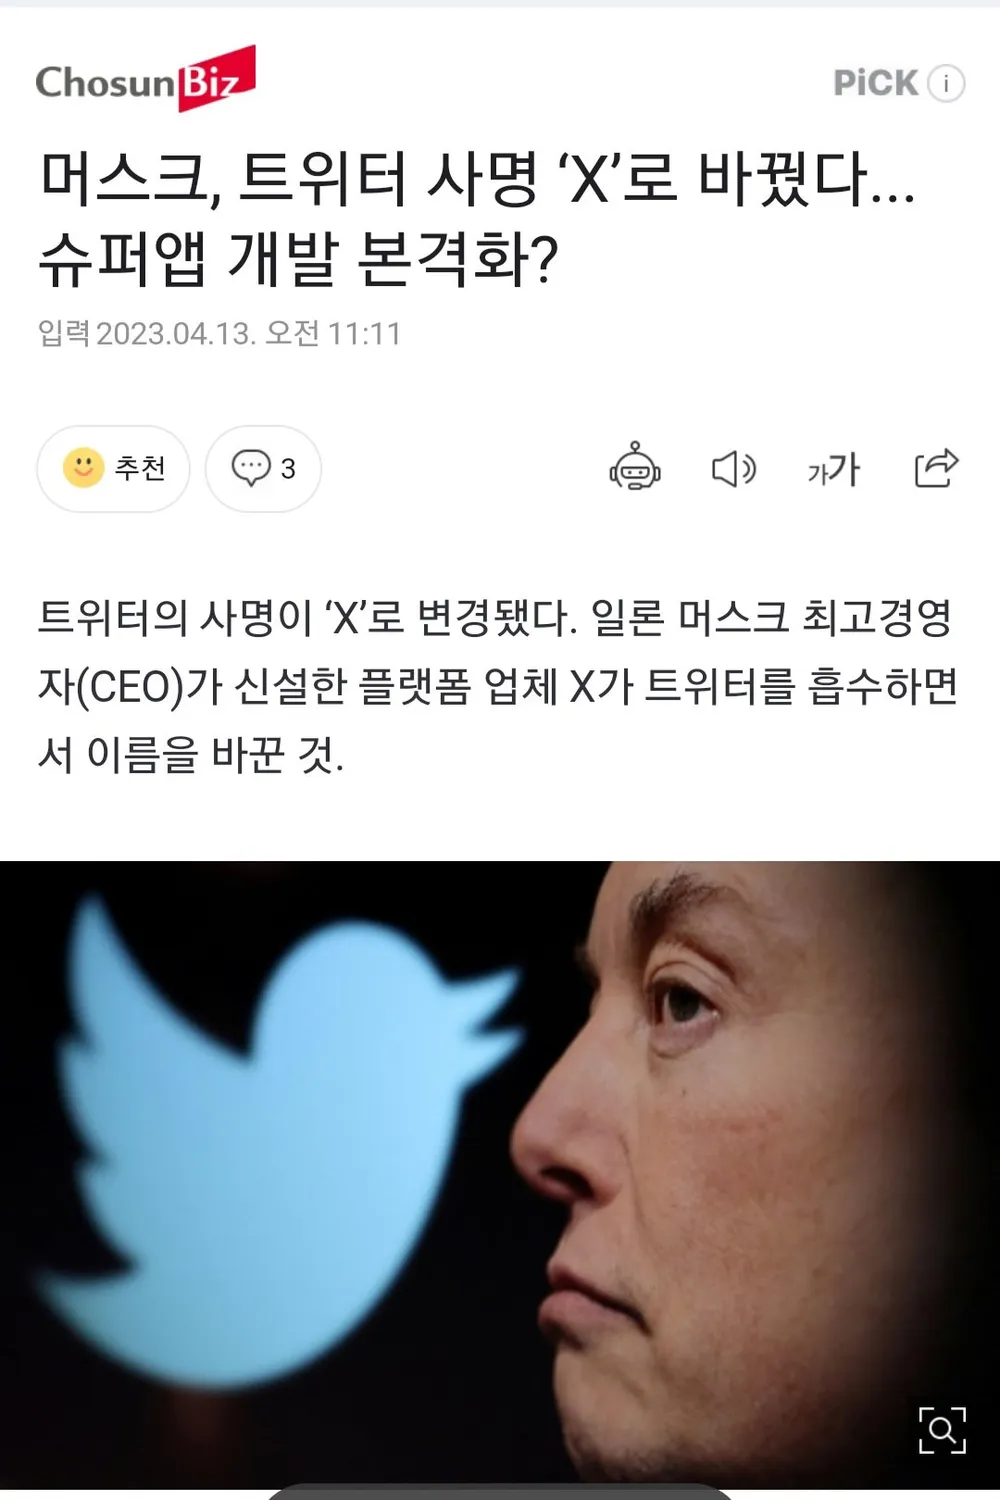 ChosunBiz
PiCK i
머스크, 트위터 사명 ‘X’로 바꿨다...
슈퍼앱 개발 본격화?
입력 2023.04.13. 오전 11:11
추천
3
가가
트위터의 사명이 ‘X’로 변경됐다. 일론 머스크 최고경영
자(CEO)가 신설한 플랫폼 업체 X가 트위터를 흡수하면
서 이름을 바꾼 것.